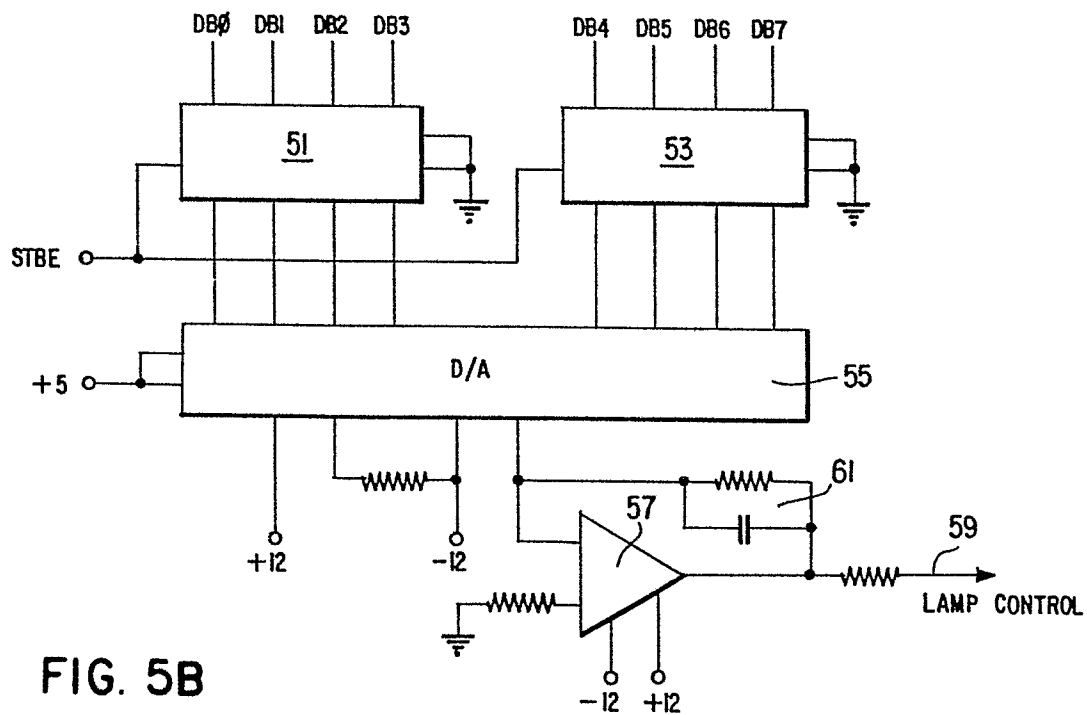 DBØ DB1 DB2 DB3 DB4 DB5 DB6 DB7
51 53
STBE
D/A
+5 55
+12 -12
57 61
59
LAMP CONTROL
-12 +12
FIG. 5B